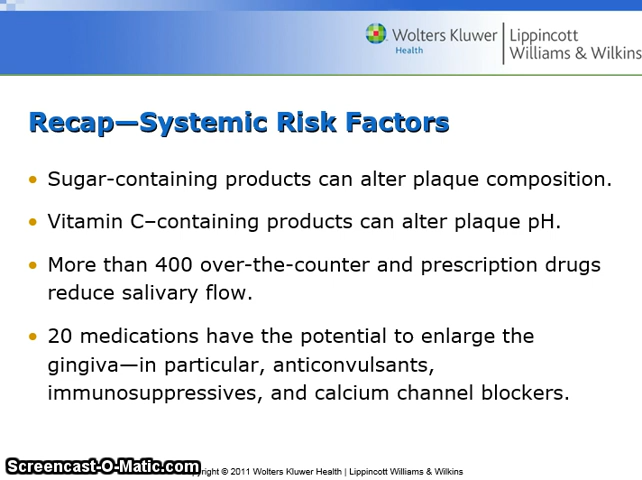 Wolters Kluwer
Health
Lippincott
Williams & Wilkins
Recap—Systemic Risk Factors
• Sugar-containing products can alter plaque composition.
• Vitamin C–containing products can alter plaque pH.
• More than 400 over-the-counter and prescription drugs
reduce salivary flow.
• 20 medications have the potential to enlarge the
gingiva—in particular, anticonvulsants,
immunosuppressives, and calcium channel blockers.
Screencast-O-Matic.com
© 2011 Wolters Kluwer Health | Lippincott Williams & Wilkins